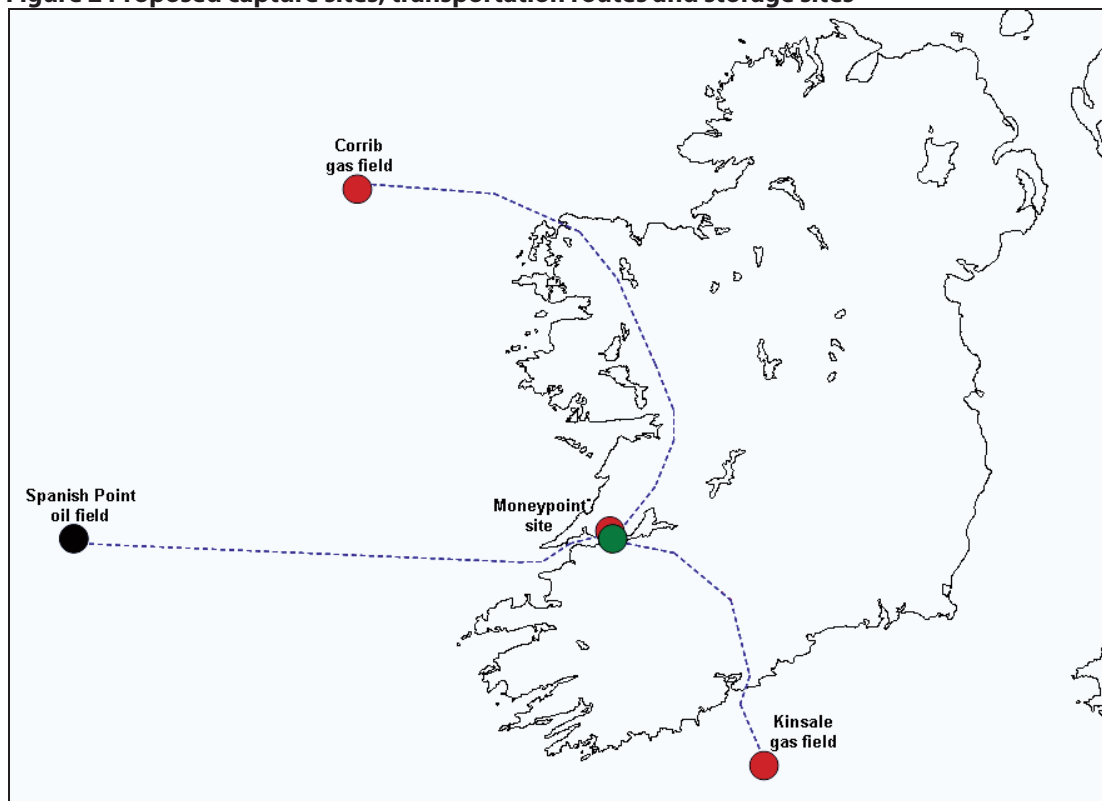 Figure 2 Proposed capture sites, transportation routes and storage sites
Corrib
gas field
Spanish Point
oil field
Moneypoint
site
Kinsale
gas field